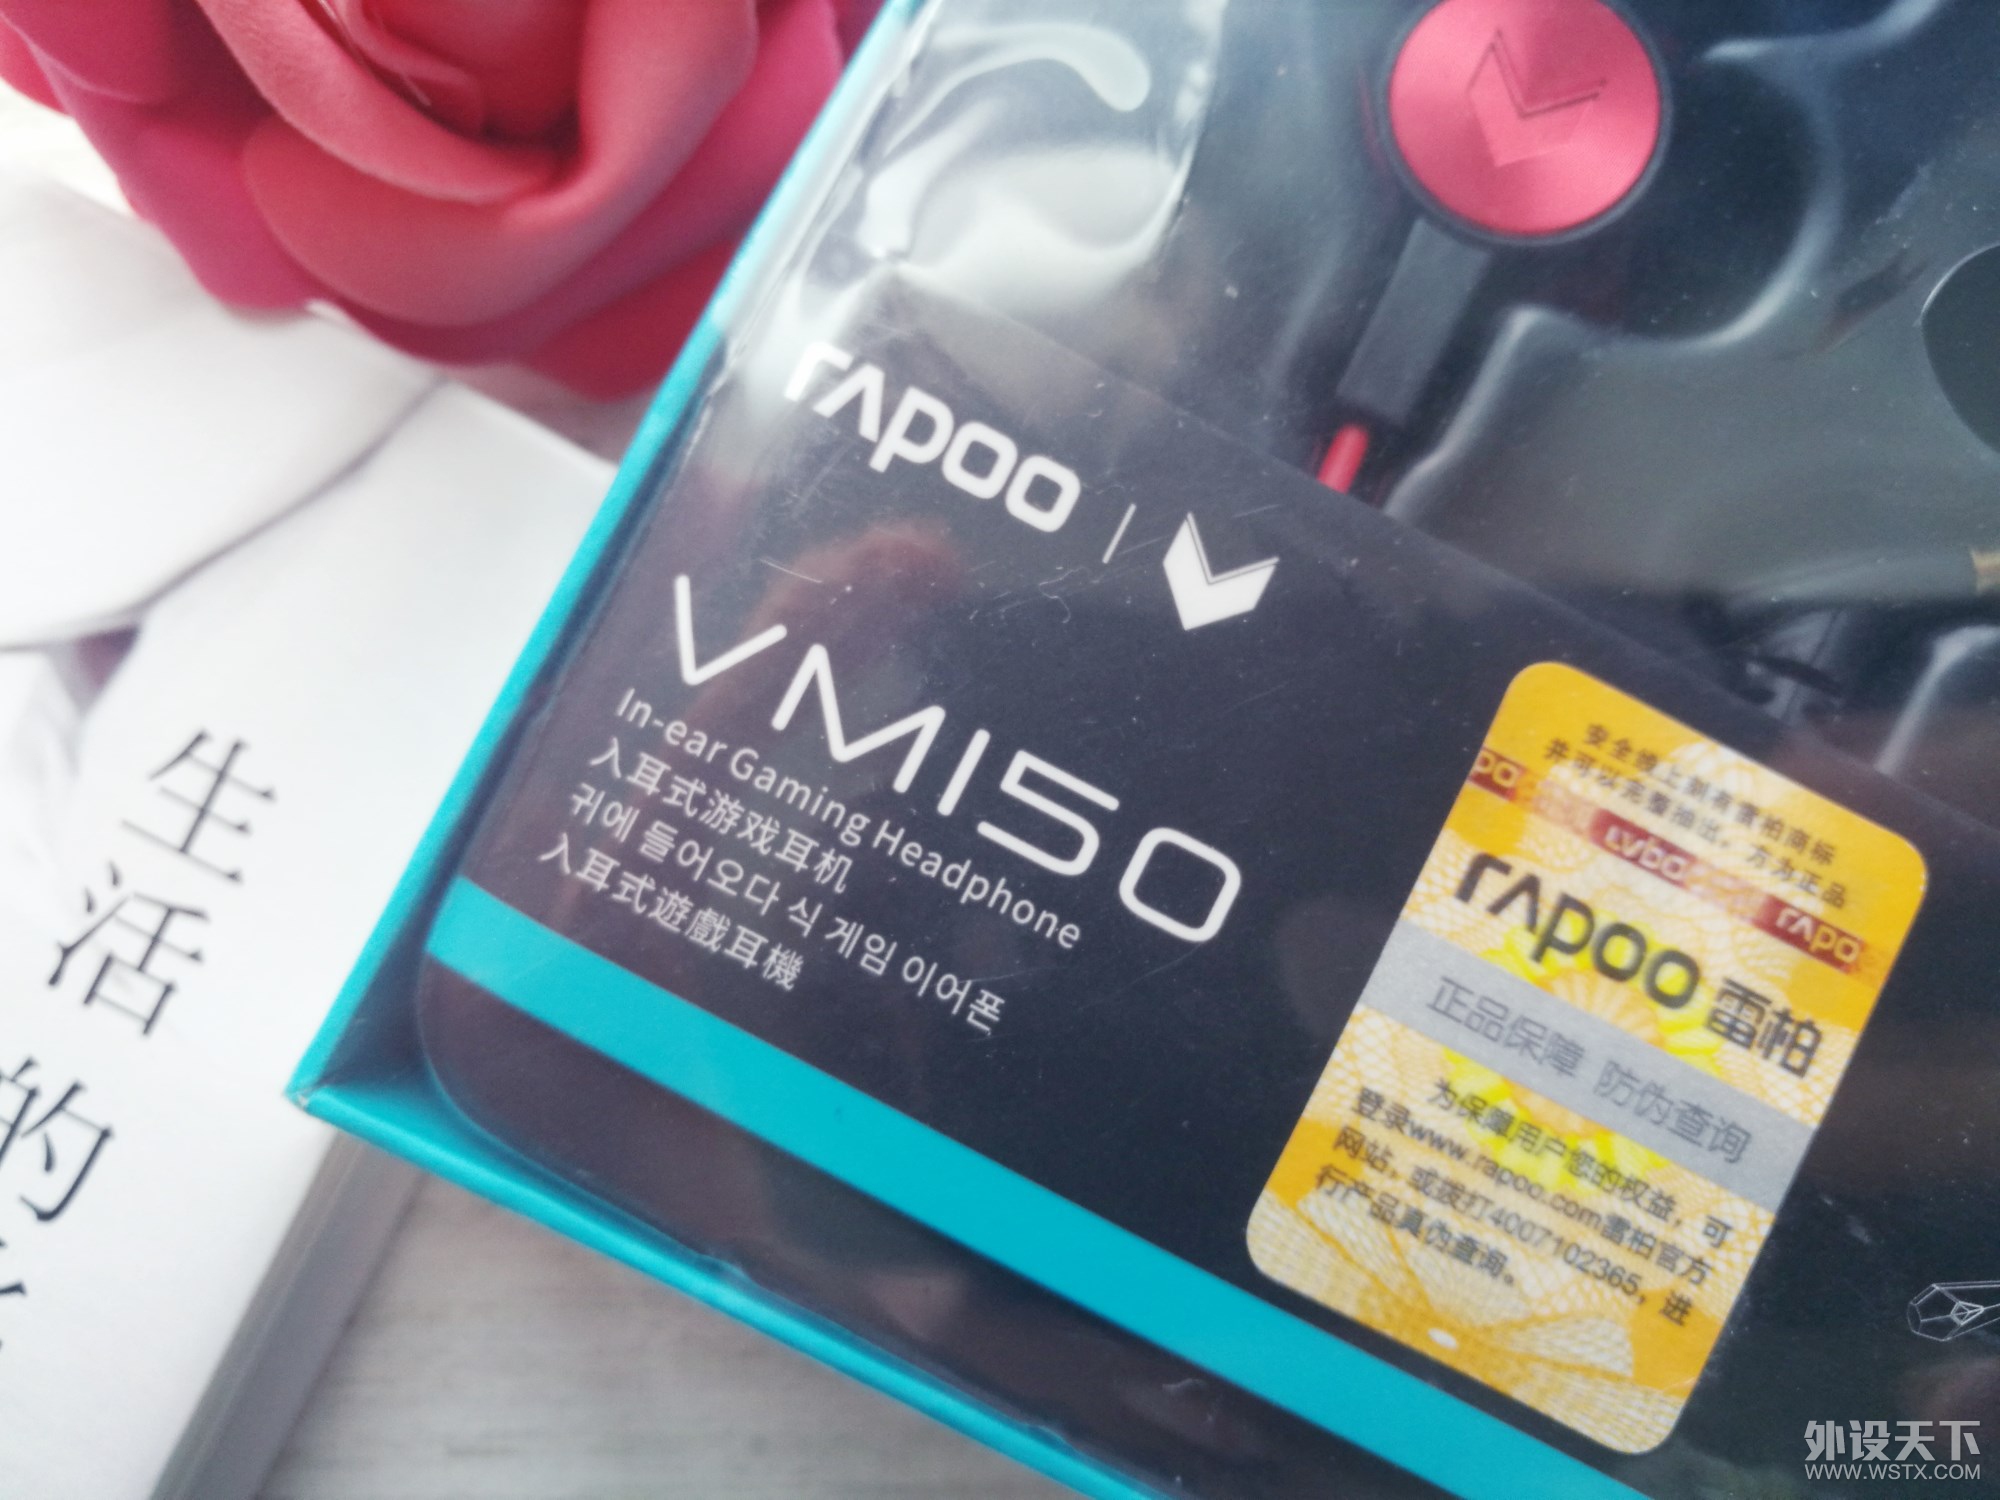 rapoo
VM150
In-ear Gaming Headphone
入耳式游戏耳机
귀에 들어오다 식 게임 이어폰
入耳式遊戲耳機
安全线上刻有雷柏商标
并可以完整抽出，方为正品
rapo
rapoo 雷柏
正品保障 防伪查询
为保障用户您的权益，可
登录www.rapoo.com雷柏官方
网站，或拨打4007102365，进
行产品真伪查询。
生活
的
外设天下
WWW.WSTX.COM